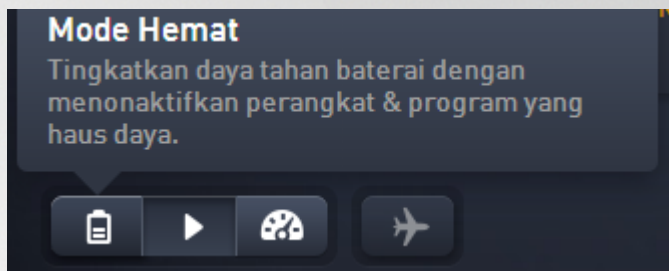 Mode Hemat
Tingkatkan daya tahan baterai dengan
menonaktifkan perangkat & program yang
haus daya.